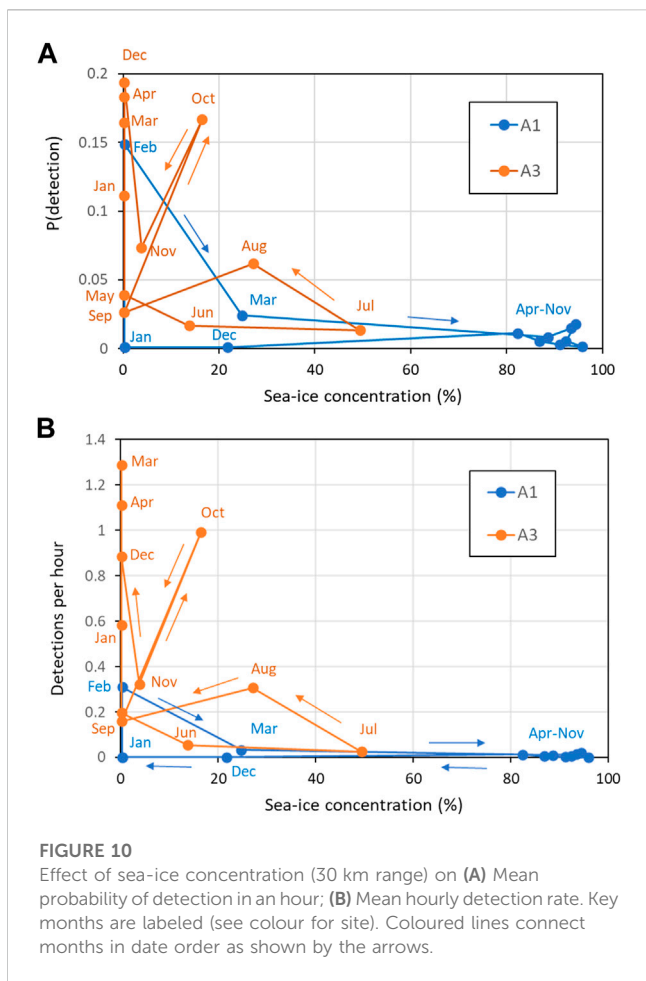 A
Dec
0.2
Apr
Oct
Mar
A1
0.15
Feb
A3
P(detection)
Jan
0.1
Nov
Aug
0.05
May
Mar
Jul
Apr-Nov
Sep
Jun
Jan
Dec
0
0 20 40 60 80 100
Sea-ice concentration (%)
B
1.4
Mar
1.2
Apr
A1
Oct
1
A3
Dec
0.8
Detections per hour
Jan
0.6
0.4
Nov
Feb
Aug
0.2
Sep
Jun
Mar
Jul
Apr-Nov
Jan
0
Dec
0 20 40 60 80 100
Sea-ice concentration (%)
FIGURE 10
Effect of sea-ice concentration (30 km range) on (A) Mean
probability of detection in an hour; (B) Mean hourly detection rate. Key
months are labeled (see colour for site). Coloured lines connect
months in date order as shown by the arrows.